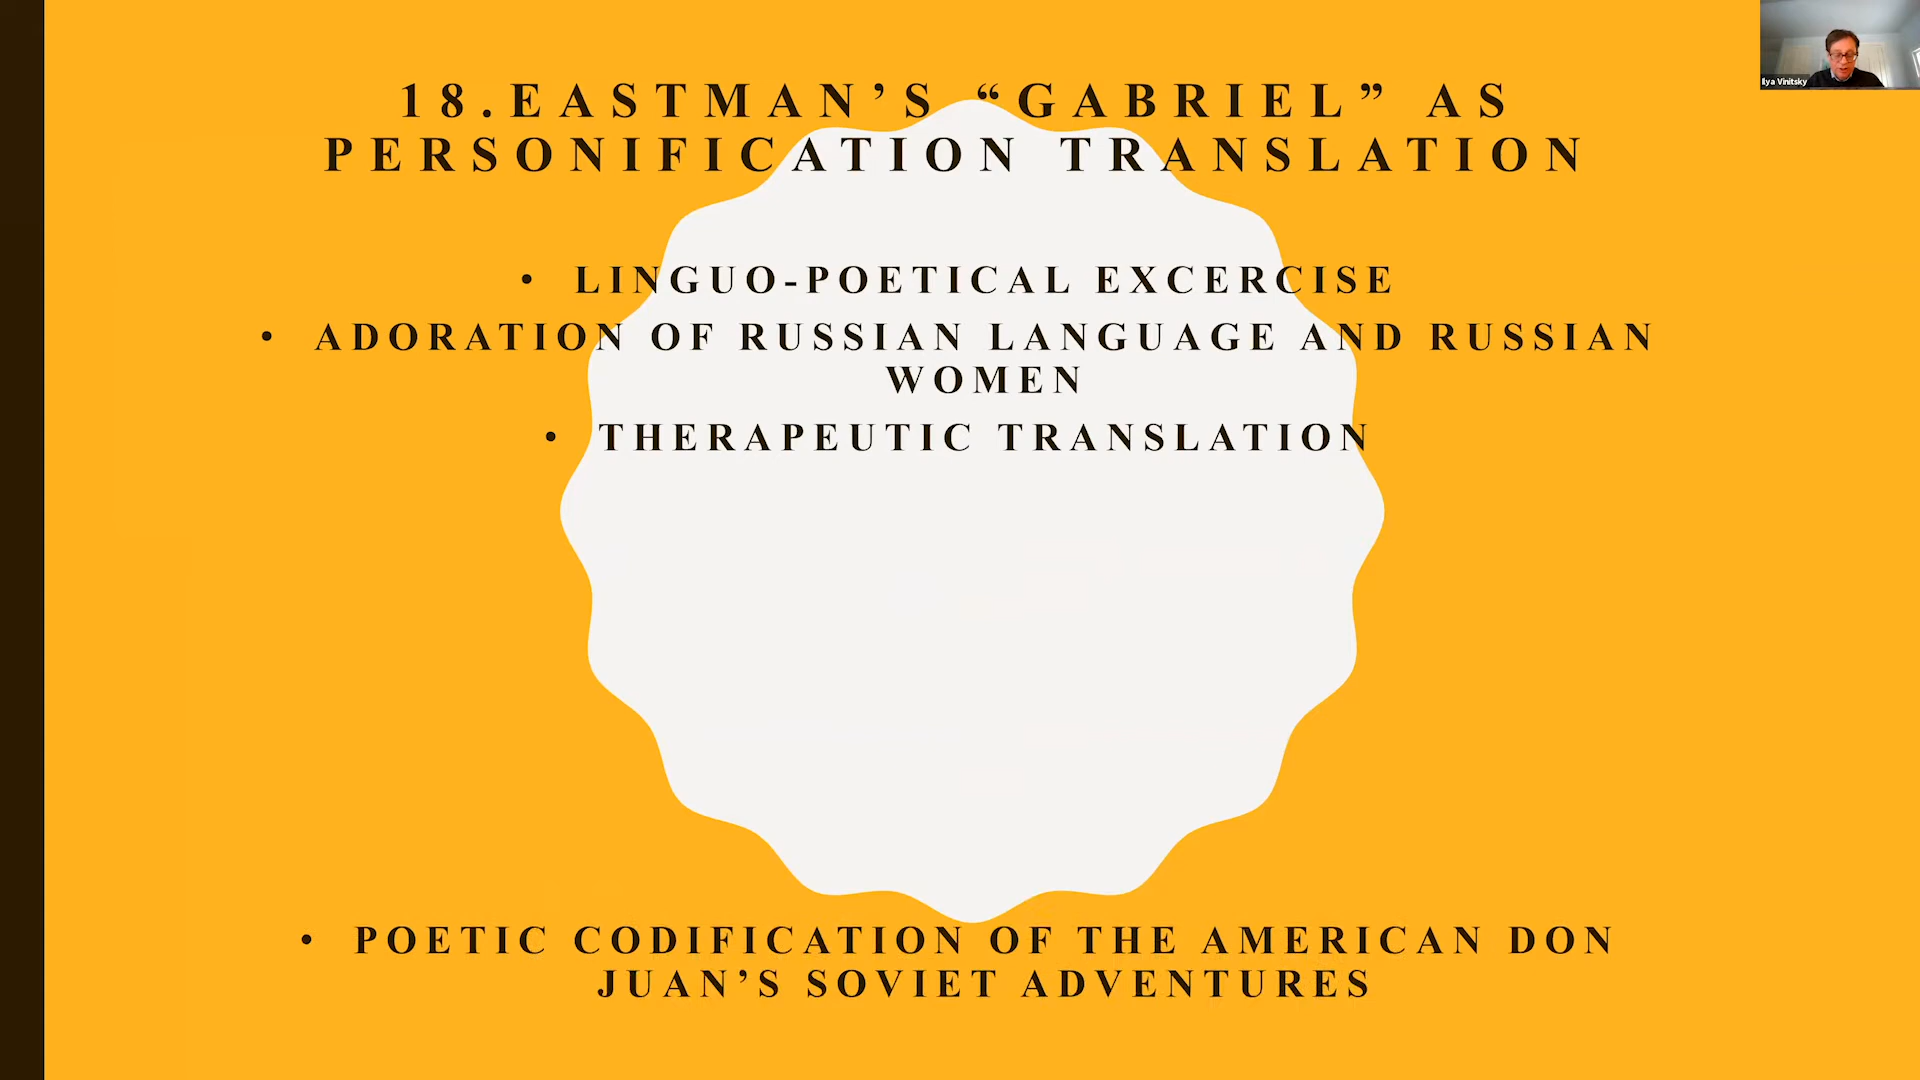 18.EASTMAN’S “GABRIEL” AS
PERSONIFICATION TRANSLATION
• LINGUO-POETICAL EXCERCISE
• ADORATION OF RUSSIAN LANGUAGE AND RUSSIAN
WOMEN
• THERAPEUTIC TRANSLATION
• POETIC CODIFICATION OF THE AMERICAN DON
JUAN’S SOVIET ADVENTURES
Ilya Vinitsky